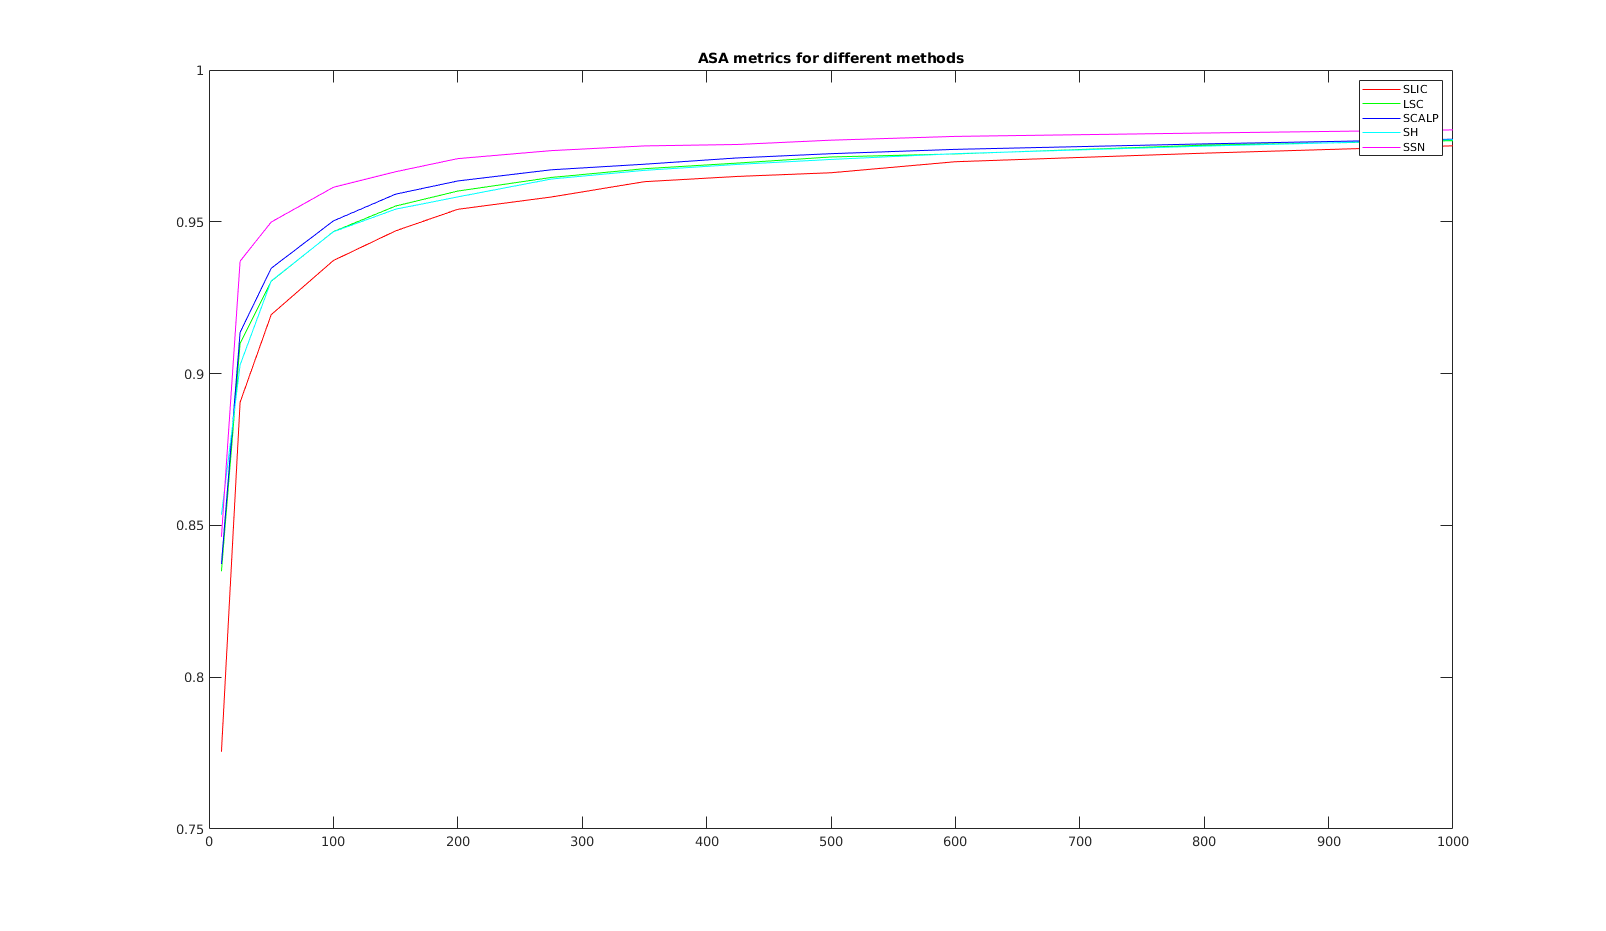 ASA metrics for different methods
1
0.95
0.9
0.85
0.8
0.75
SLIC
LSC
SCALP
SH
SSN
0 100 200 300 400 500 600 700 800 900 1000